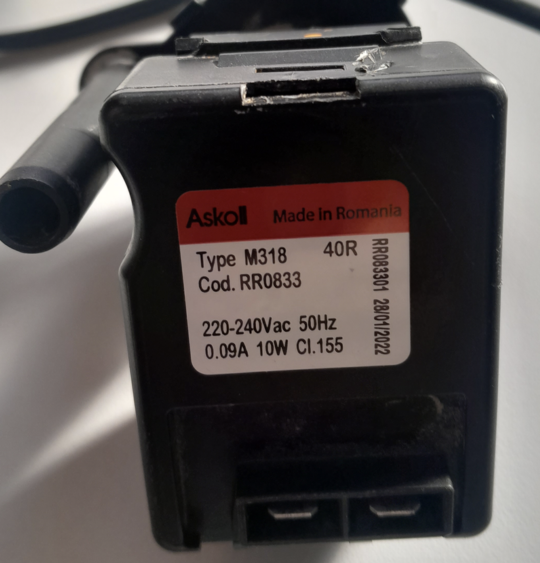 Askoll Made in Romania
Type M318 40R
Cod. RR0833
220-240Vac 50Hz
0.09A 10W Cl.155
RR083301 28/01/2022